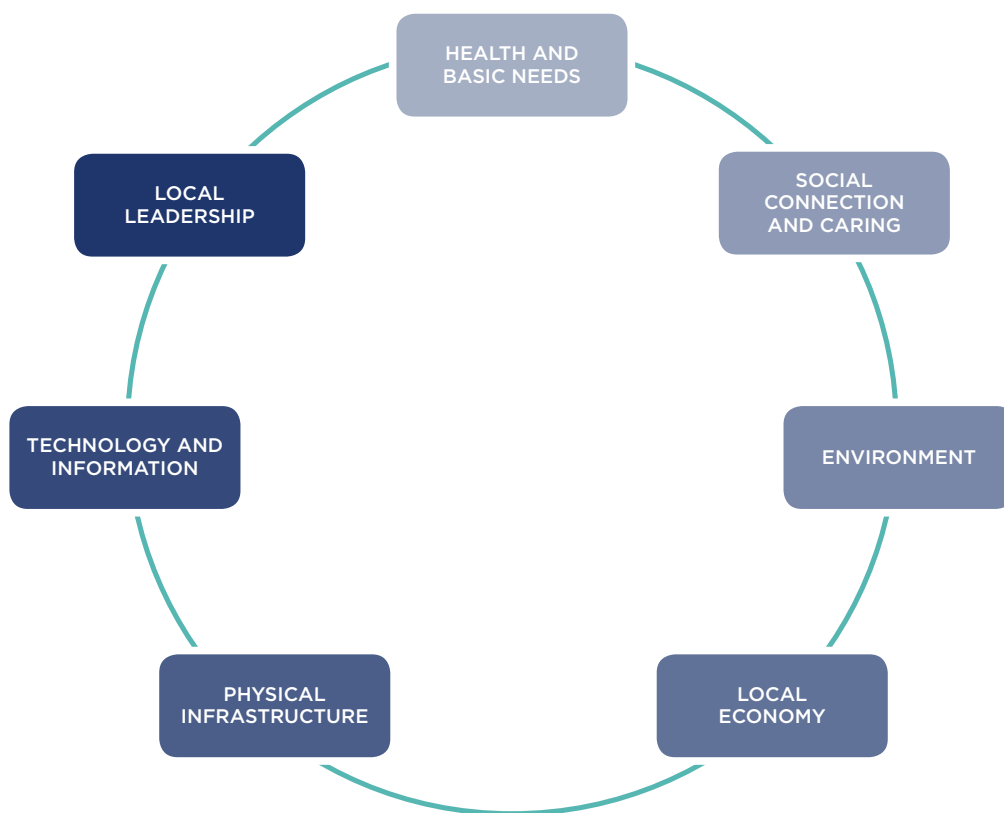 HEALTH AND
BASIC NEEDS
SOCIAL
CONNECTION
AND CARING
ENVIRONMENT
LOCAL
ECONOMY
PHYSICAL
INFRASTRUCTURE
TECHNOLOGY AND
INFORMATION
LOCAL
LEADERSHIP